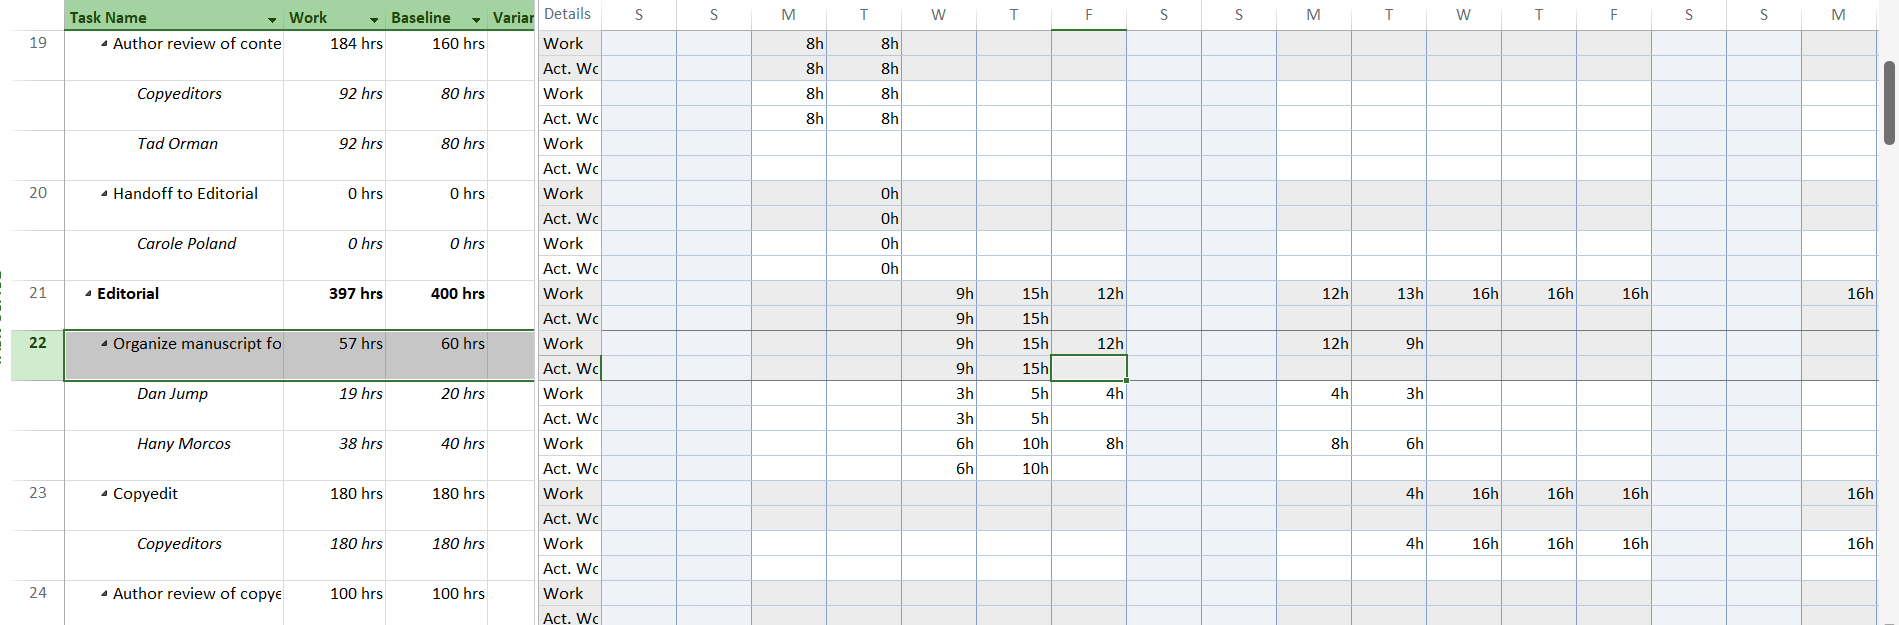 Task Name Work Baseline Varian Details S S M T W T F S S M T W T F S S M
19 Author review of conte 184 hrs 160 hrs Work 8h 8h
Act. Wc 8h 8h
Copyeditors 92 hrs 80 hrs Work 8h 8h
Act. Wc 8h 8h
Tad Orman 92 hrs 80 hrs Work
Act. Wc
20 Handoff to Editorial 0 hrs 0 hrs Work 0h
Act. Wc 0h
Carole Poland 0 hrs 0 hrs Work 0h
Act. Wc 0h
21 Editorial 397 hrs 400 hrs Work 9h 15h 12h 12h 13h 16h 16h 16h 16h
Act. Wc 9h 15h
22 Organize manuscript fo 57 hrs 60 hrs Work 9h 15h 12h 12h 9h
Act. Wc 9h 15h
Dan Jump 19 hrs 20 hrs Work 3h 5h 4h 4h 3h
Act. Wc 3h 5h
Hany Morcos 38 hrs 40 hrs Work 6h 10h 8h 8h 6h
Act. Wc 6h 10h
23 Copyedit 180 hrs 180 hrs Work 4h 16h 16h 16h 16h
Act. Wc
Copyeditors 180 hrs 180 hrs Work 4h 16h 16h 16h 16h
Act. Wc
24 Author review of copye 100 hrs 100 hrs Work
Act. Wc